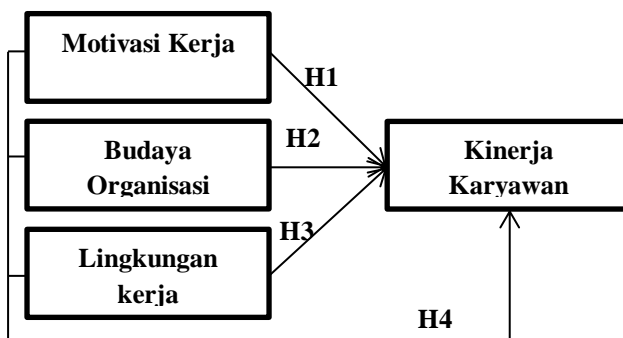 Motivasi Kerja
H1
Budaya
Organisasi
H2
Kinerja
Karyawan
H3
Lingkungan
kerja
H4